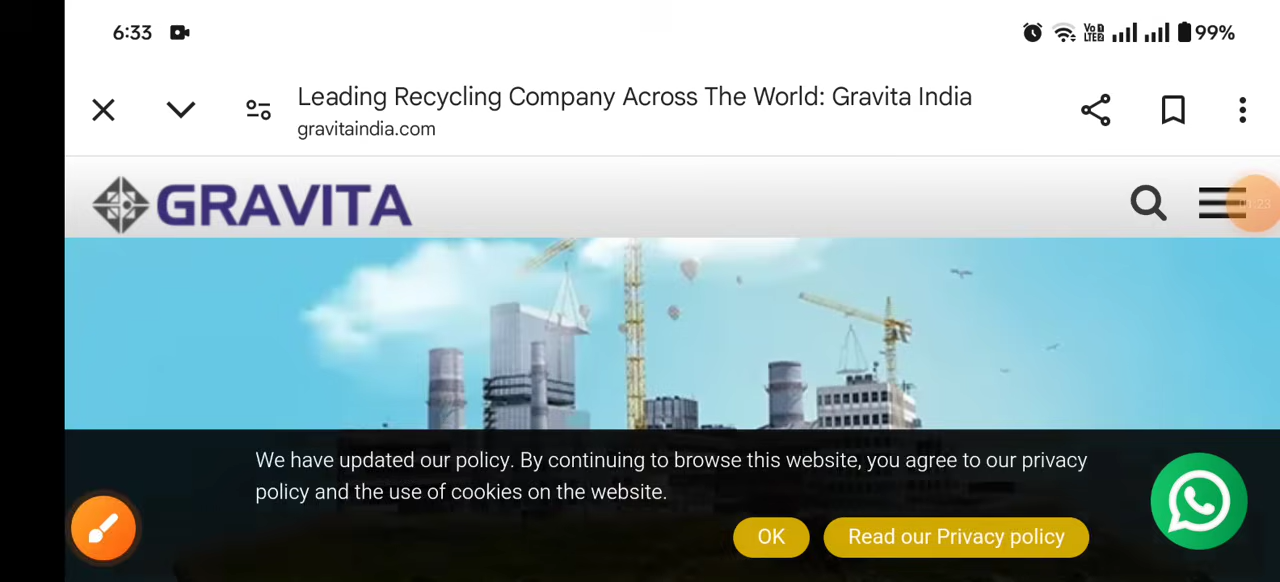 6:33
Vo LTE2 99%
Leading Recycling Company Across The World: Gravita India
gravitaindia.com
GRAVITA
We have updated our policy. By continuing to browse this website, you agree to our privacy
policy and the use of cookies on the website.
OK Read our Privacy policy